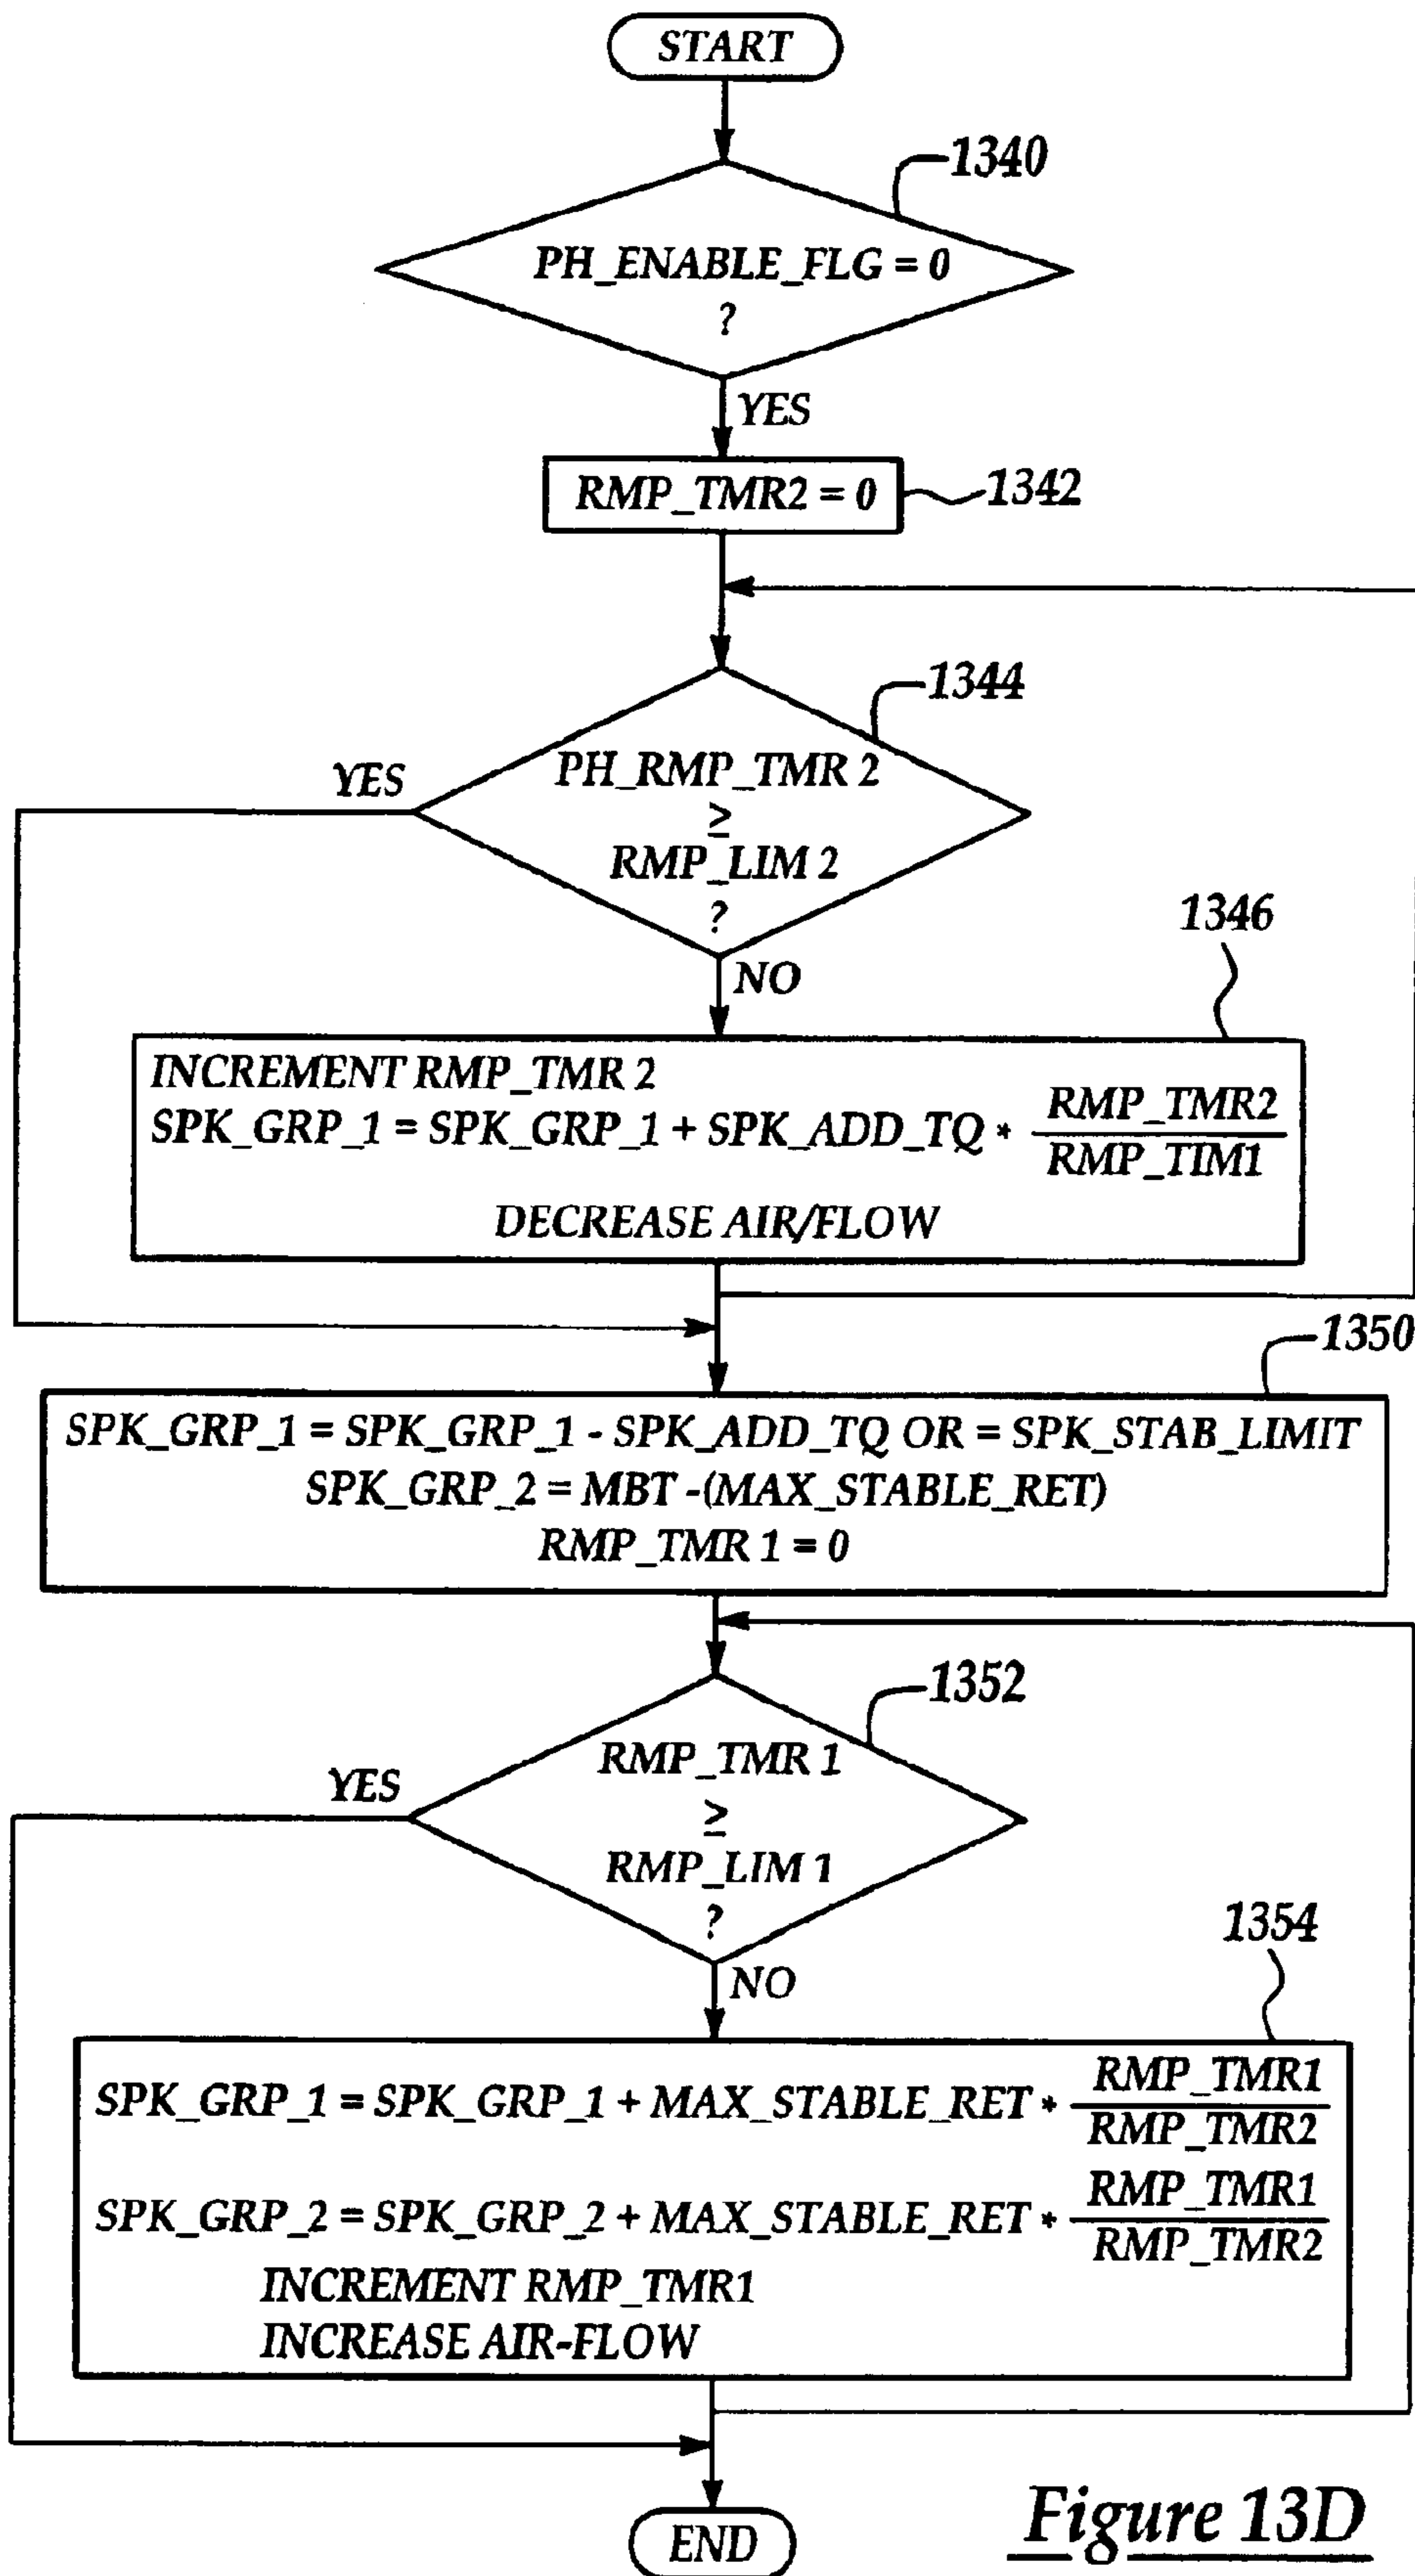 START
1340
PH_ENABLE_FLG = 0
?
YES
RMP_TMR2 = 0
1342
1344
YES
PH_RMP_TMR 2
≥
RMP_LIM 2
?
NO
1346
INCREMENT RMP_TMR 2
SPK_GRP_1 = SPK_GRP_1 + SPK_ADD_TQ * RMP_TMR2 / RMP_TIM1
DECREASE AIR/FLOW
1350
SPK_GRP_1 = SPK_GRP_1 - SPK_ADD_TQ OR = SPK_STAB_LIMIT
SPK_GRP_2 = MBT -(MAX_STABLE_RET)
RMP_TMR 1 = 0
1352
YES
RMP_TMR 1
≥
RMP_LIM 1
?
NO
1354
SPK_GRP_1 = SPK_GRP_1 + MAX_STABLE_RET * RMP_TMR1 / RMP_TMR2
SPK_GRP_2 = SPK_GRP_2 + MAX_STABLE_RET * RMP_TMR1 / RMP_TMR2
INCREMENT RMP_TMR1
INCREASE AIR-FLOW
END
Figure 13D